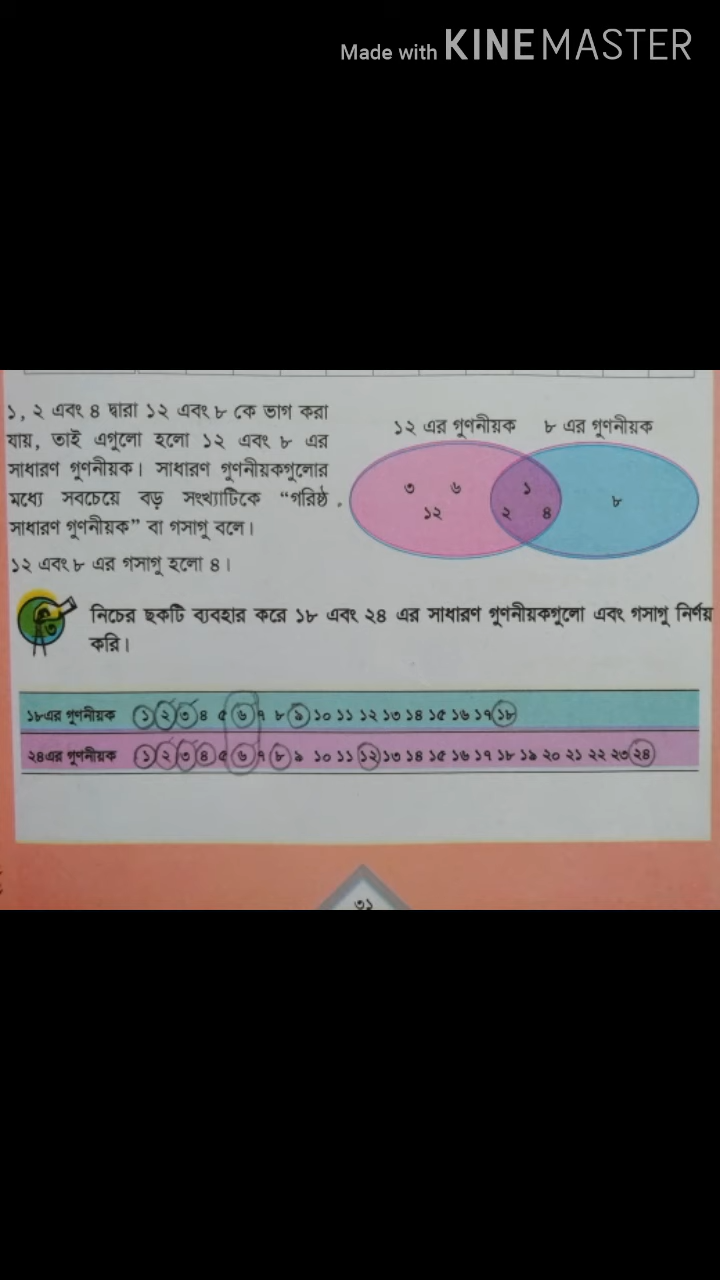 Made with KINEMASTER
১, ২ এবং ৪ দ্বারা ১২ এবং ৮ কে ভাগ করা
যায়, তাই এগুলো হলো ১২ এবং ৮ এর
সাধারণ গুণনীয়ক। সাধারণ গুণনীয়কগুলোর
মধ্যে সবচেয়ে বড় সংখ্যাটিকে “গরিষ্ঠ
সাধারণ গুণনীয়ক” বা গসাগু বলে।
১২ এবং ৮ এর গসাগু হলো ৪।
১২ এর গুণনীয়ক ৮ এর গুণনীয়ক
৩ ৬ ১ ৮
১২ ২ ৪
৩ নিচের ছকটি ব্যবহার করে ১৮ এবং ২৪ এর সাধারণ গুণনীয়কগুলো এবং গসাগু নির্ণয়
করি।
১৮এর গুণনীয়ক ১ ২ ৩ ৪ ৫ ৬ ৭ ৮ ৯ ১০ ১১ ১২ ১৩ ১৪ ১৫ ১৬ ১৭ ১৮
২৪এর গুণনীয়ক ১ ২ ৩ ৪ ৫ ৬ ৭ ৮ ৯ ১০ ১১ ১২ ১৩ ১৪ ১৫ ১৬ ১৭ ১৮ ১৯ ২০ ২১ ২২ ২৩ ২৪
৩১